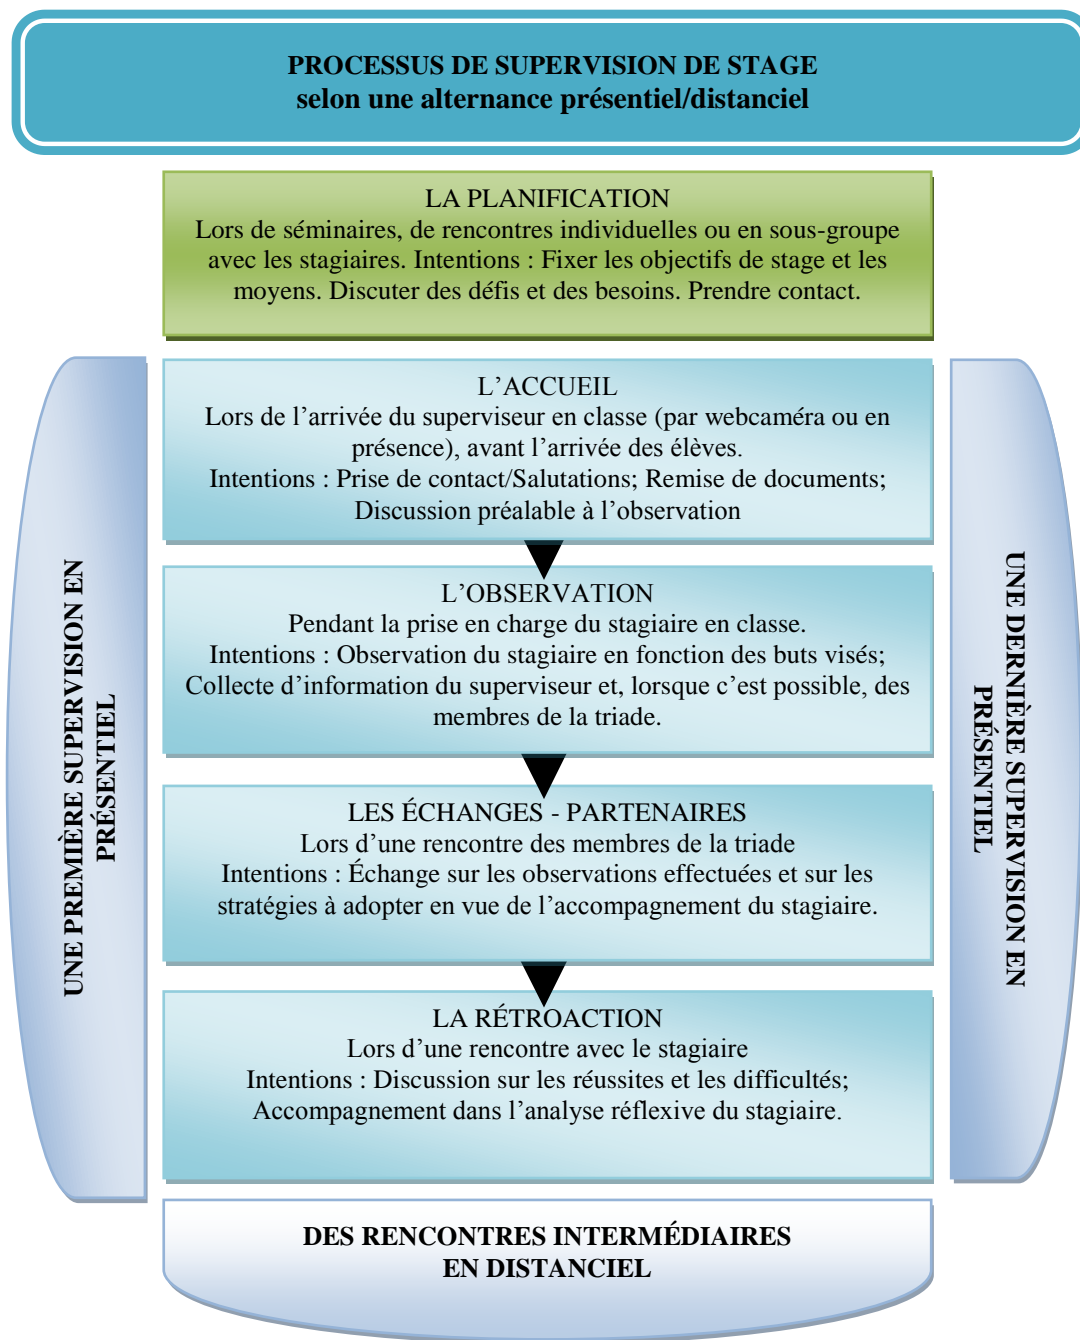 PROCESSUS DE SUPERVISION DE STAGE
selon une alternance présentiel/distanciel
LA PLANIFICATION
Lors de séminaires, de rencontres individuelles ou en sous-groupe
avec les stagiaires. Intentions : Fixer les objectifs de stage et les
moyens. Discuter des défis et des besoins. Prendre contact.
UNE PREMIÈRE SUPERVISION EN
PRÉSENTIEL
L’ACCUEIL
Lors de l’arrivée du superviseur en classe (par webcaméra ou en
présence), avant l’arrivée des élèves.
Intentions : Prise de contact/Salutations; Remise de documents;
Discussion préalable à l’observation
L’OBSERVATION
Pendant la prise en charge du stagiaire en classe.
Intentions : Observation du stagiaire en fonction des buts visés;
Collecte d’information du superviseur et, lorsque c’est possible, des
membres de la triade.
LES ÉCHANGES - PARTENAIRES
Lors d’une rencontre des membres de la triade
Intentions : Échange sur les observations effectuées et sur les
stratégies à adopter en vue de l’accompagnement du stagiaire.
LA RÉTROACTION
Lors d’une rencontre avec le stagiaire
Intentions : Discussion sur les réussites et les difficultés;
Accompagnement dans l’analyse réflexive du stagiaire.
UNE DERNIÈRE SUPERVISION EN
PRÉSENTIEL
DES RENCONTRES INTERMÉDIAIRES
EN DISTANCIEL